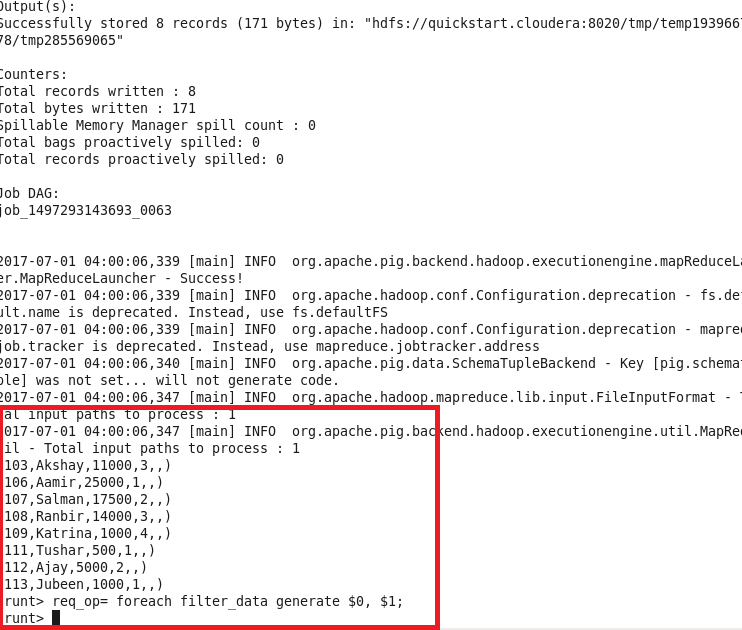 Output(s):
Successfully stored 8 records (171 bytes) in: "hdfs://quickstart.cloudera:8020/tmp/temp193966
78/tmp285569065"
Counters:
Total records written : 8
Total bytes written : 171
Spillable Memory Manager spill count : 0
Total bags proactively spilled: 0
Total records proactively spilled: 0
Job DAG:
job_1497293143693_0063
2017-07-01 04:00:06,339 [main] INFO  org.apache.pig.backend.hadoop.executionengine.mapReduceLa
er.MapReduceLauncher - Success!
2017-07-01 04:00:06,339 [main] INFO  org.apache.hadoop.conf.Configuration.deprecation - fs.def
ult.name is deprecated. Instead, use fs.defaultFS
2017-07-01 04:00:06,339 [main] INFO  org.apache.hadoop.conf.Configuration.deprecation - mapred
job.tracker is deprecated. Instead, use mapreduce.jobtracker.address
2017-07-01 04:00:06,340 [main] INFO  org.apache.pig.data.SchemaTupleBackend - Key [pig.schemat
ple] was not set... will not generate code.
2017-07-01 04:00:06,347 [main] INFO  org.apache.hadoop.mapreduce.lib.input.FileInputFormat - T
al input paths to process : 1
017-07-01 04:00:06,347 [main] INFO  org.apache.pig.backend.hadoop.executionengine.util.MapRed
il - Total input paths to process : 1
103,Akshay,11000,3,,)
106,Aamir,25000,1,,)
107,Salman,17500,2,,)
108,Ranbir,14000,3,,)
109,Katrina,1000,4,,)
111,Tushar,500,1,,)
112,Ajay,5000,2,,)
113,Jubeen,1000,1,,)
runt> req_op= foreach filter_data generate $0, $1;
runt>